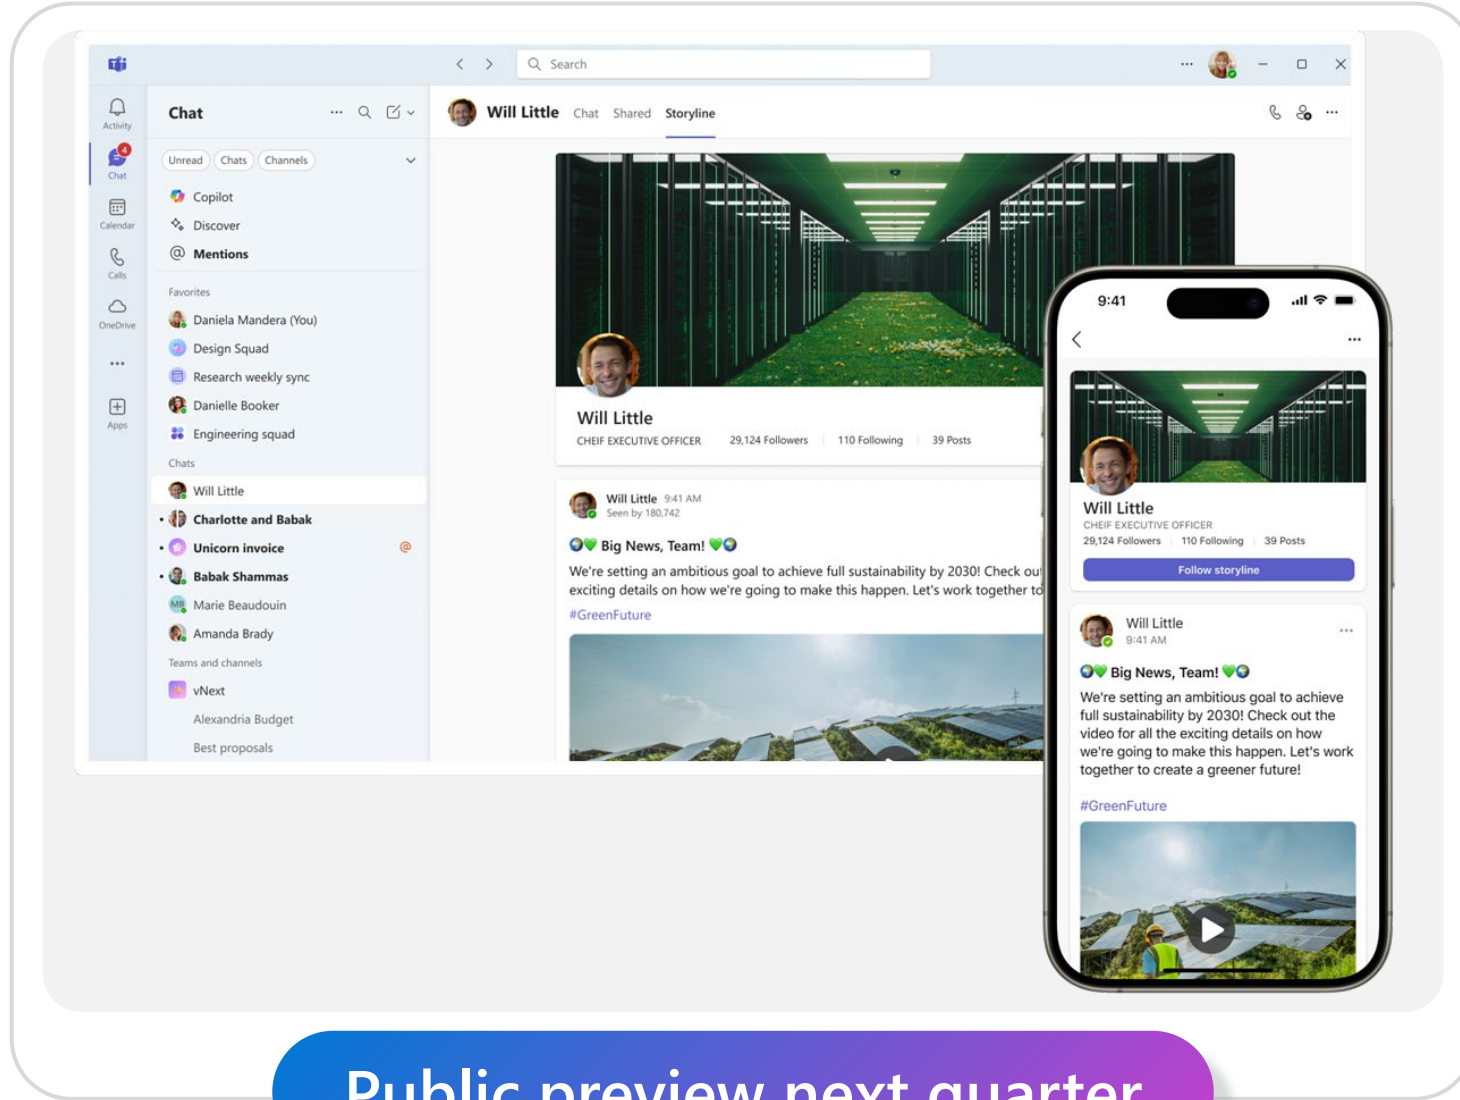 Search
Activity
4
Chat
Calendar
Calls
OneDrive
Apps
Chat
Unread Chats Channels
Copilot
Discover
@ Mentions
Favorites
Daniela Mandera (You)
Design Squad
Research weekly sync
Danielle Booker
Engineering squad
Chats
Will Little
Charlotte and Babak
Unicorn invoice @
Babak Shammas
MB Marie Beaudouin
Amanda Brady
Teams and channels
vNext
Alexandria Budget
Best proposals
Will Little Chat Shared Storyline
Will Little
CHEIF EXECUTIVE OFFICER 29,124 Followers 110 Following 39 Posts
Will Little 9:41 AM
Seen by 180,742
🌍💚 Big News, Team! 💚🌍
We're setting an ambitious goal to achieve full sustainability by 2030! Check out
exciting details on how we're going to make this happen. Let's work together to
#GreenFuture
9:41
Will Little
CHEIF EXECUTIVE OFFICER
29,124 Followers 110 Following 39 Posts
Follow storyline
Will Little
9:41 AM
🌍💚 Big News, Team! 💚🌍
We're setting an ambitious goal to achieve
full sustainability by 2030! Check out the
video for all the exciting details on how
we're going to make this happen. Let's work
together to create a greener future!
#GreenFuture
Public preview next quarter